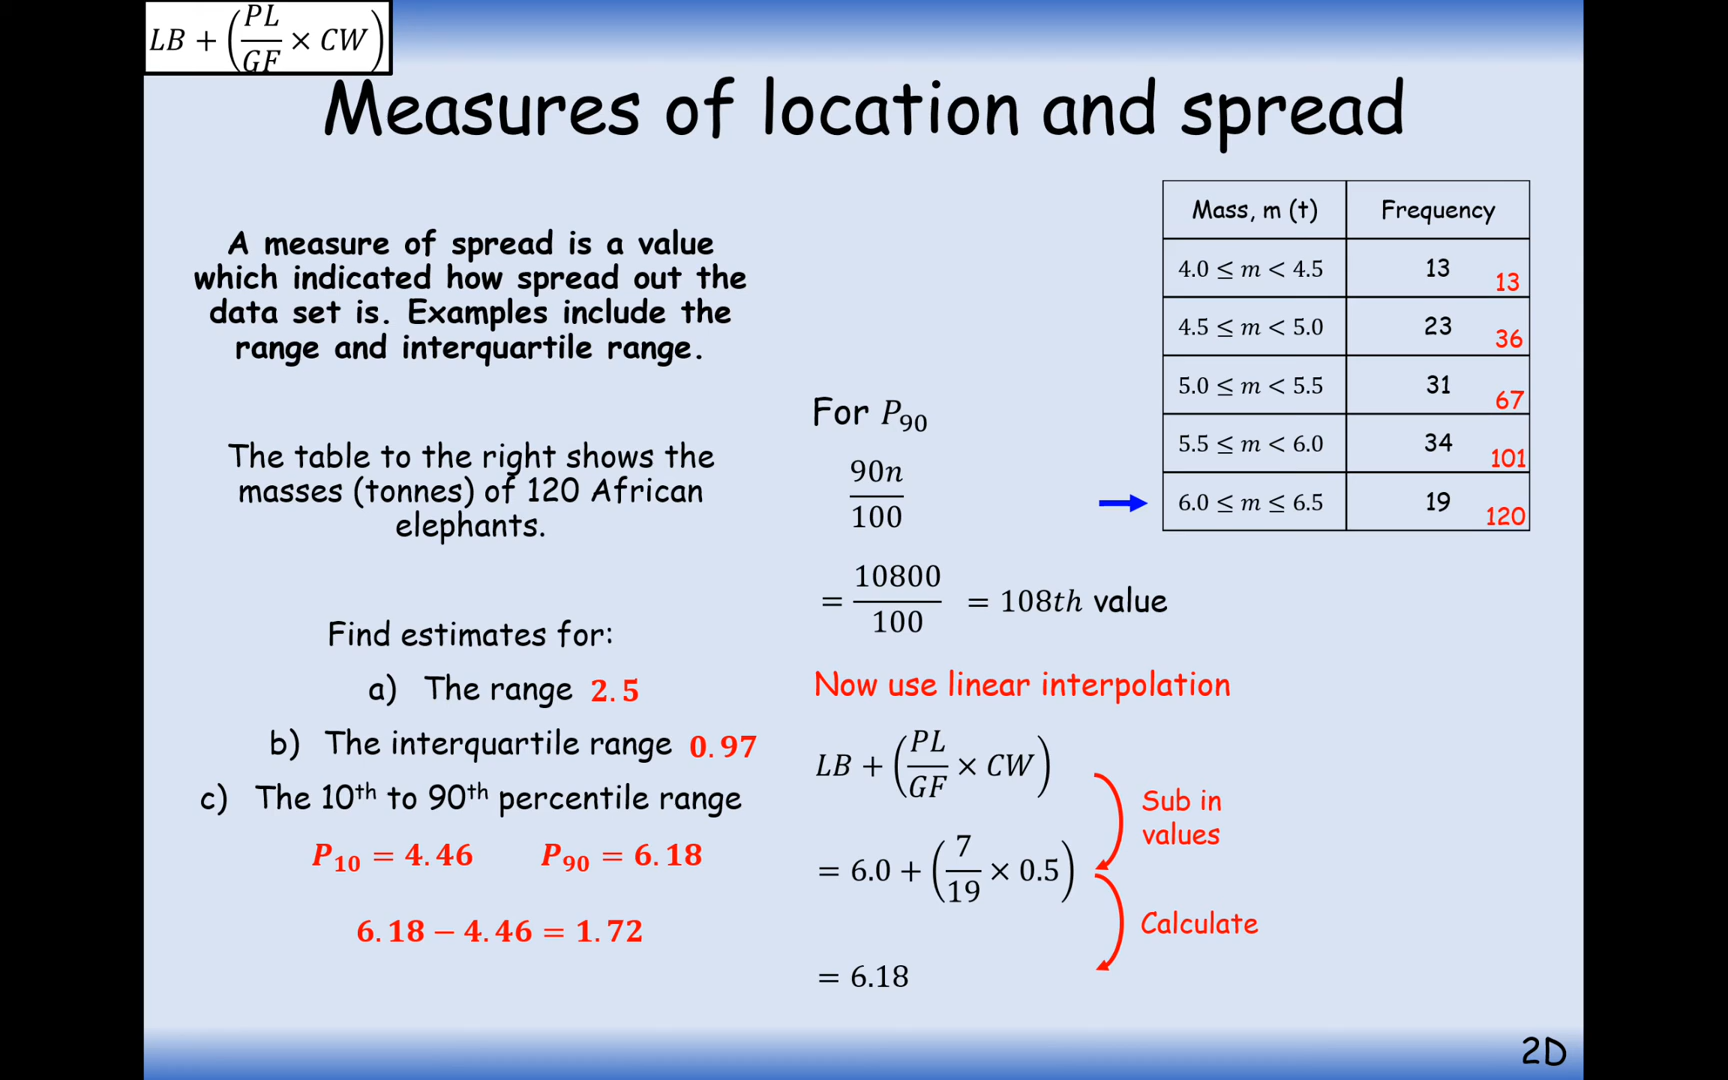 LB + (PL/GF × CW)
Measures of location and spread
A measure of spread is a value
which indicated how spread out the
data set is. Examples include the
range and interquartile range.
The table to the right shows the
masses (tonnes) of 120 African
elephants.
Find estimates for:
a) The range 2.5
b) The interquartile range 0.97
c) The 10th to 90th percentile range
P₁₀ = 4.46 P₉₀ = 6.18
6.18 − 4.46 = 1.72
For P₉₀
90n/100
= 10800/100 = 108th value
Now use linear interpolation
LB + (PL/GF × CW)
Sub in
values
= 6.0 + (7/19 × 0.5)
Calculate
= 6.18
Mass, m (t) Frequency
4.0 ≤ m < 4.5 13 13
4.5 ≤ m < 5.0 23 36
5.0 ≤ m < 5.5 31 67
5.5 ≤ m < 6.0 34 101
6.0 ≤ m ≤ 6.5 19 120
2D